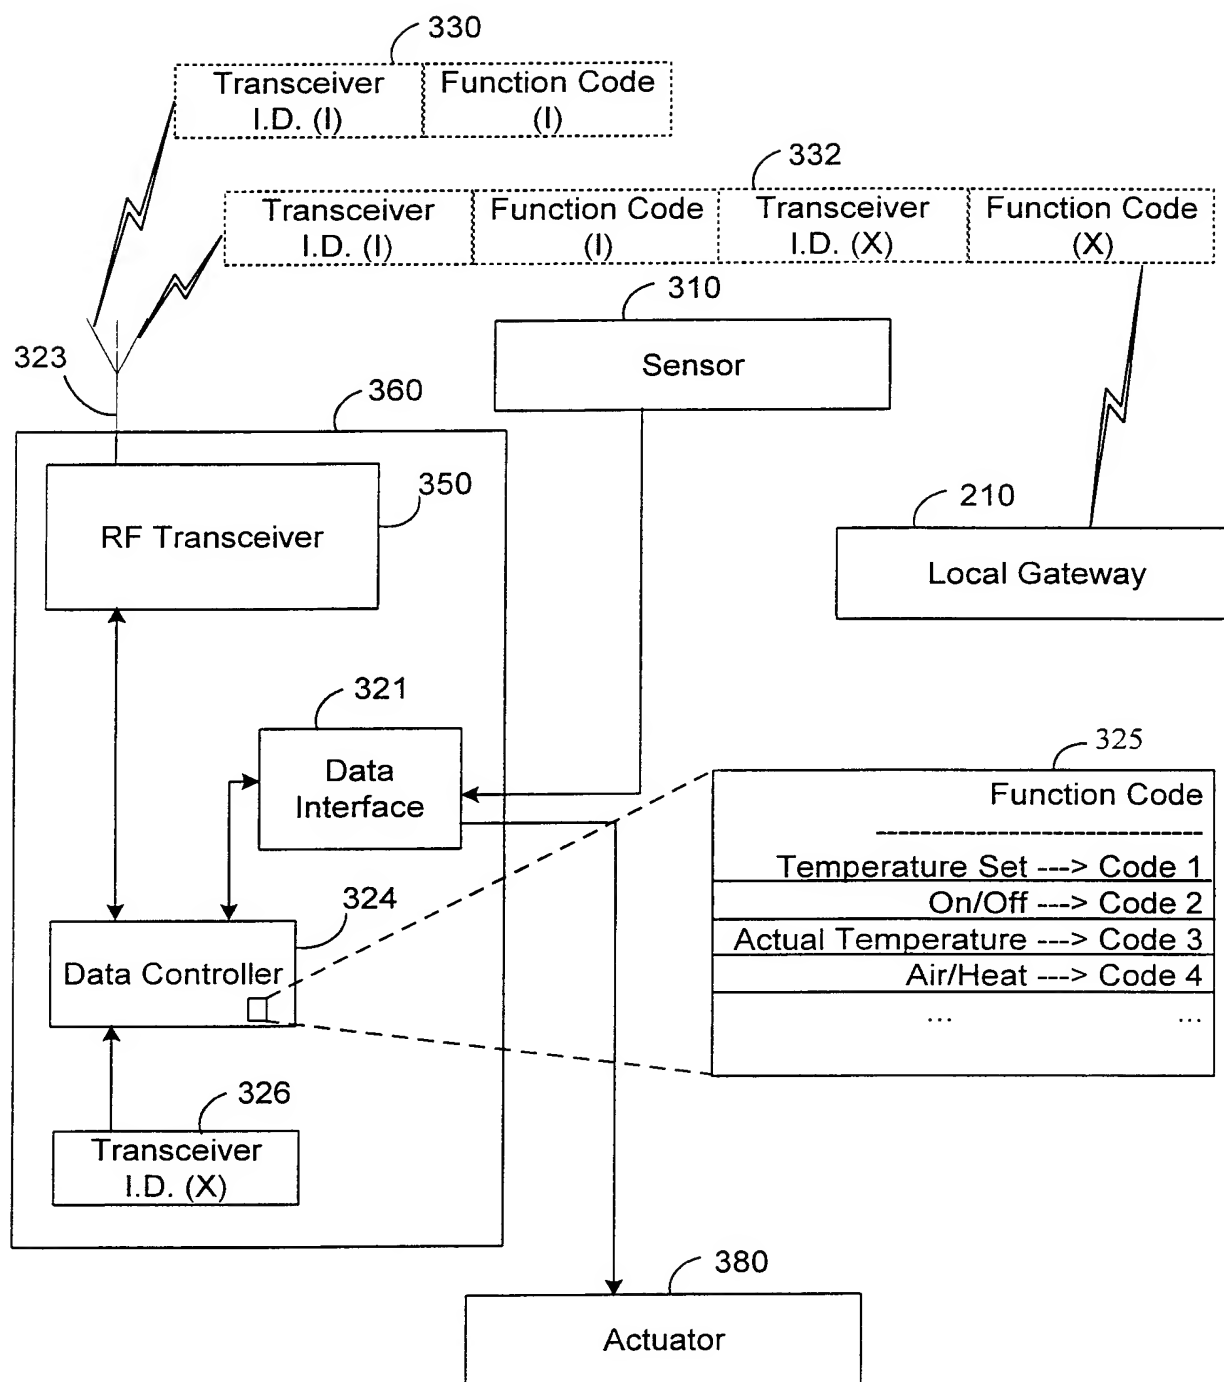 330
Transceiver I.D. (I)
Function Code (I)
332
Transceiver I.D. (I)
Function Code (I)
Transceiver I.D. (X)
Function Code (X)
310
Sensor
323
360
350
RF Transceiver
210
Local Gateway
321
Data Interface
325
Function Code
------------------------------
Temperature Set ---> Code 1
On/Off ---> Code 2
Actual Temperature ---> Code 3
Air/Heat ---> Code 4
... ...
324
Data Controller
326
Transceiver I.D. (X)
380
Actuator